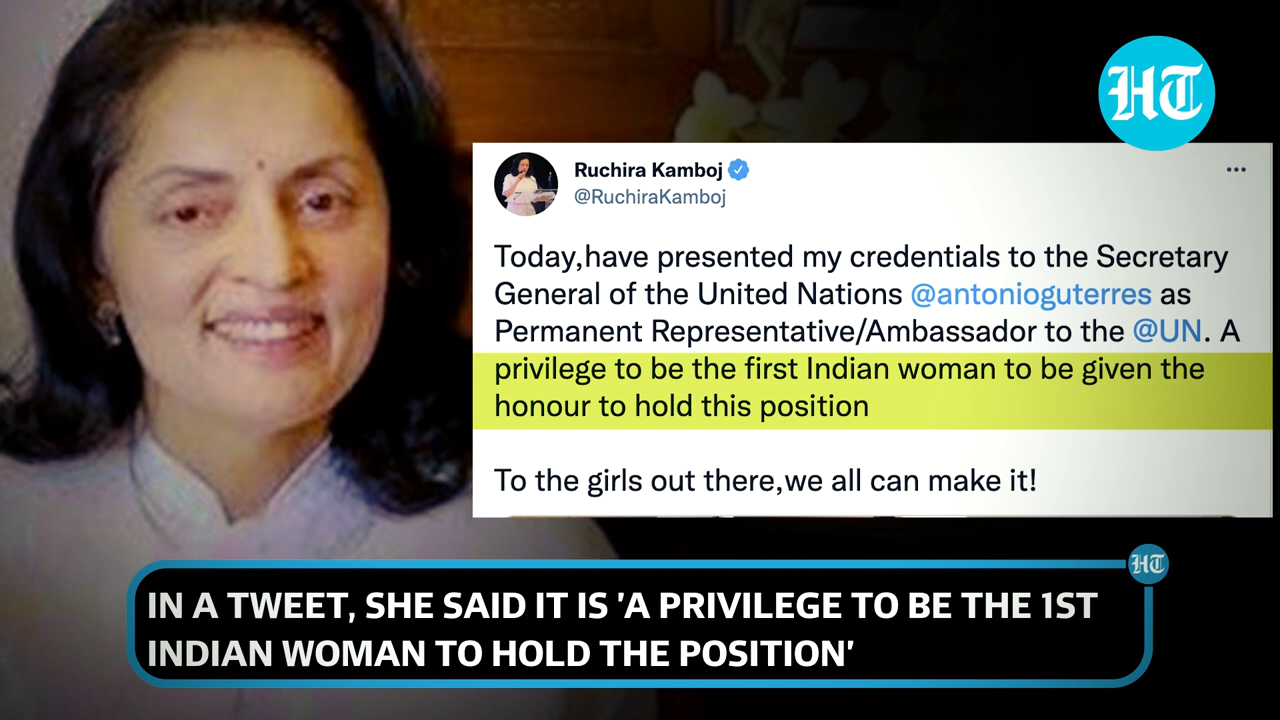 HT
Ruchira Kamboj
@RuchiraKamboj
Today,have presented my credentials to the Secretary
General of the United Nations @antonioguterres as
Permanent Representative/Ambassador to the @UN. A
privilege to be the first Indian woman to be given the
honour to hold this position
To the girls out there,we all can make it!
HT
IN A TWEET, SHE SAID IT IS 'A PRIVILEGE TO BE THE 1ST
INDIAN WOMAN TO HOLD THE POSITION'